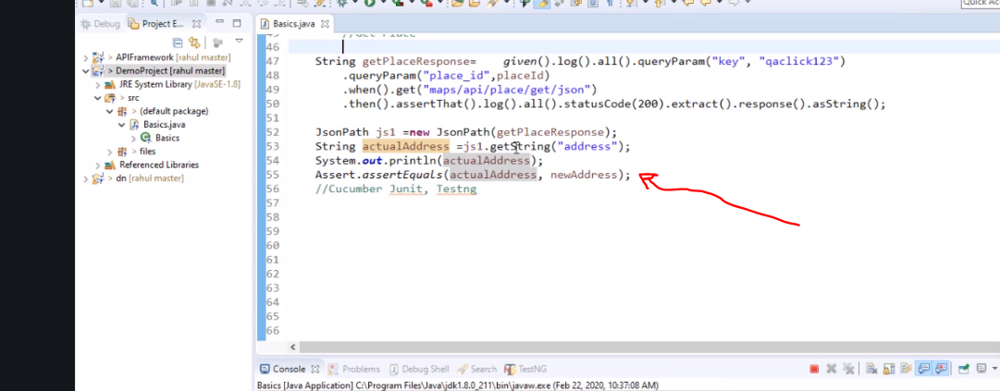 Quick Ac
Debug
Project E...
Basics.java
APIFramework [rahul master]
DemoProject [rahul master]
JRE System Library [JavaSE-1.8]
src
(default package)
Basics.java
Basics
files
Referenced Libraries
dn [rahul master]
46
47 String getPlaceResponse= given().log().all().queryParam("key", "qaclick123")
48 .queryParam("place_id",placeId)
49 .when().get("maps/api/place/get/json")
50 .then().assertThat().log().all().statusCode(200).extract().response().asString();
51
52 JsonPath js1 =new JsonPath(getPlaceResponse);
53 String actualAddress =js1.getString("address");
54 System.out.println(actualAddress);
55 Assert.assertEquals(actualAddress, newAddress);
56 //Cucumber Junit, Testng
57
58
59
60
61
62
63
64
65
66
Console
Problems
Debug Shell
Search
TestNG
Basics [Java Application] C:\Program Files\Java\jdk1.8.0_211\bin\javaw.exe (Feb 22, 2020, 10:37:08 AM)